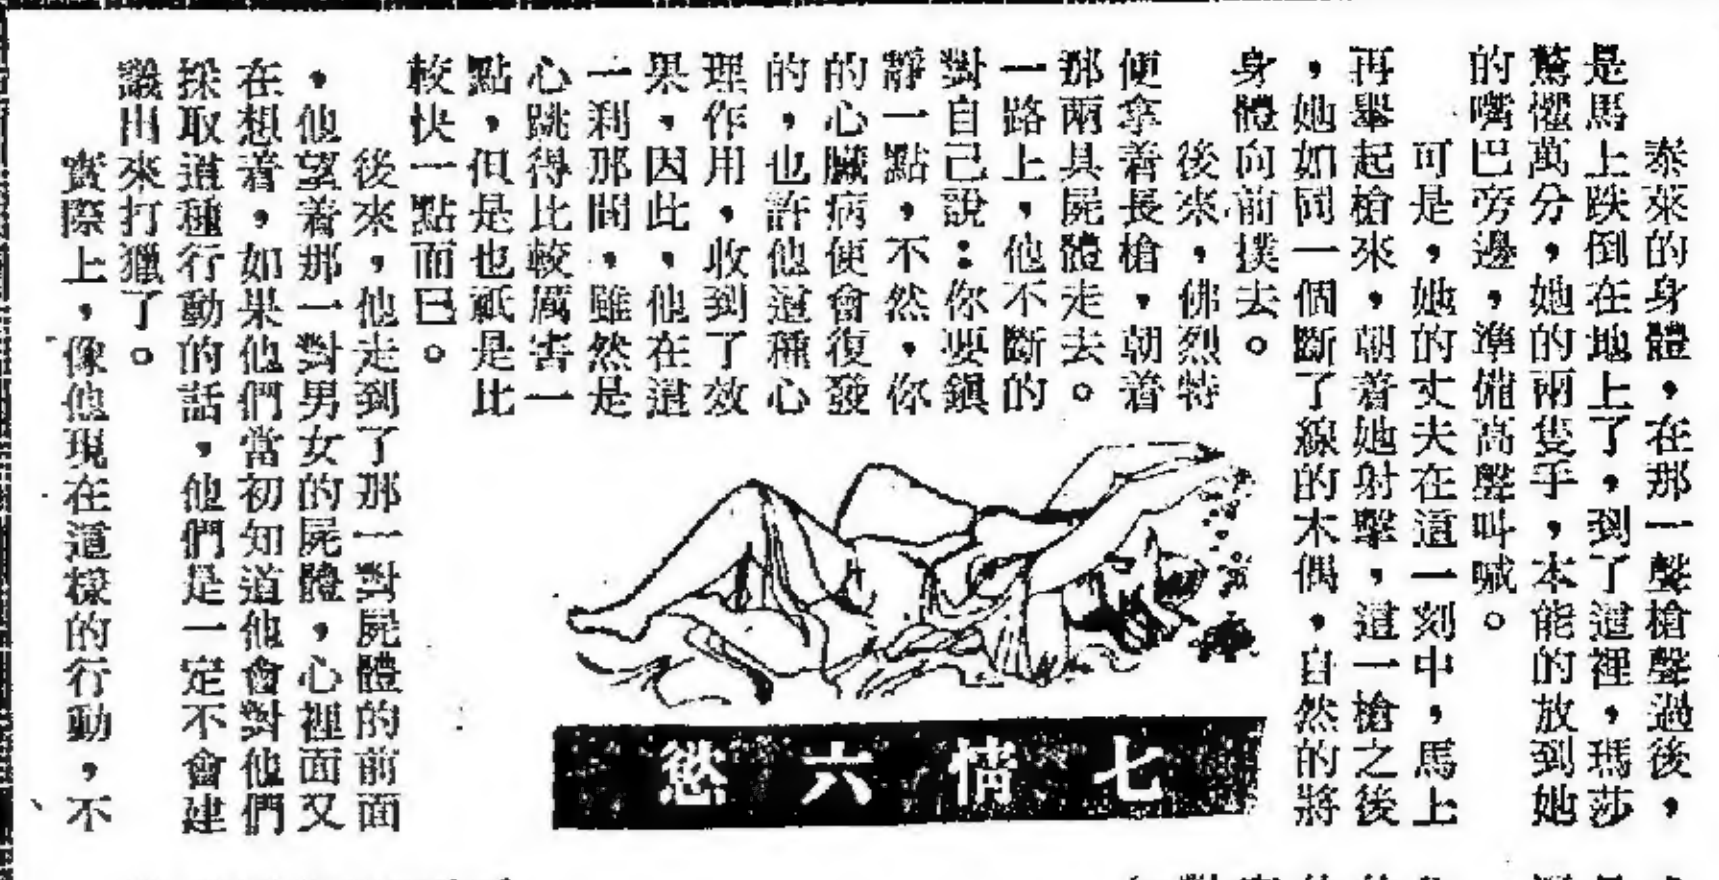 泰萊的身體，在那一聲槍聲過後，
是馬上跌倒在地上了，到了這裡，瑪莎
驚懼萬分，她的兩隻手，本能的放到她
的嘴巴旁邊，準備高聲叫喊。
可是，她的丈夫在這一刻中，馬上
再舉起槍來，朝着她射擊，這一槍之後
，她如同一個斷了線的木偶，自然的將
身體向前撲去。
後來，佛烈特
便拿着長槍，朝着
那兩具屍體走去。
一路上，他不斷的
對自己說：你要鎮
靜一點，不然，你
的心臟病便會復發
的，也許他這種心
理作用，收到了效
果，因此，他在這
一刹那間，雖然是
心跳得比較厲害一
點，但是也祇是比
較快一點而已。
後來，他走到了那一對屍體的前面
，他望着那一對男女的屍體，心裡面又
在想着，如果他們當初知道他會對他們
採取這種行動的話，他們是一定不會建
議出來打獵了。
實際上，像他現在這樣的行動，不
七情六慾